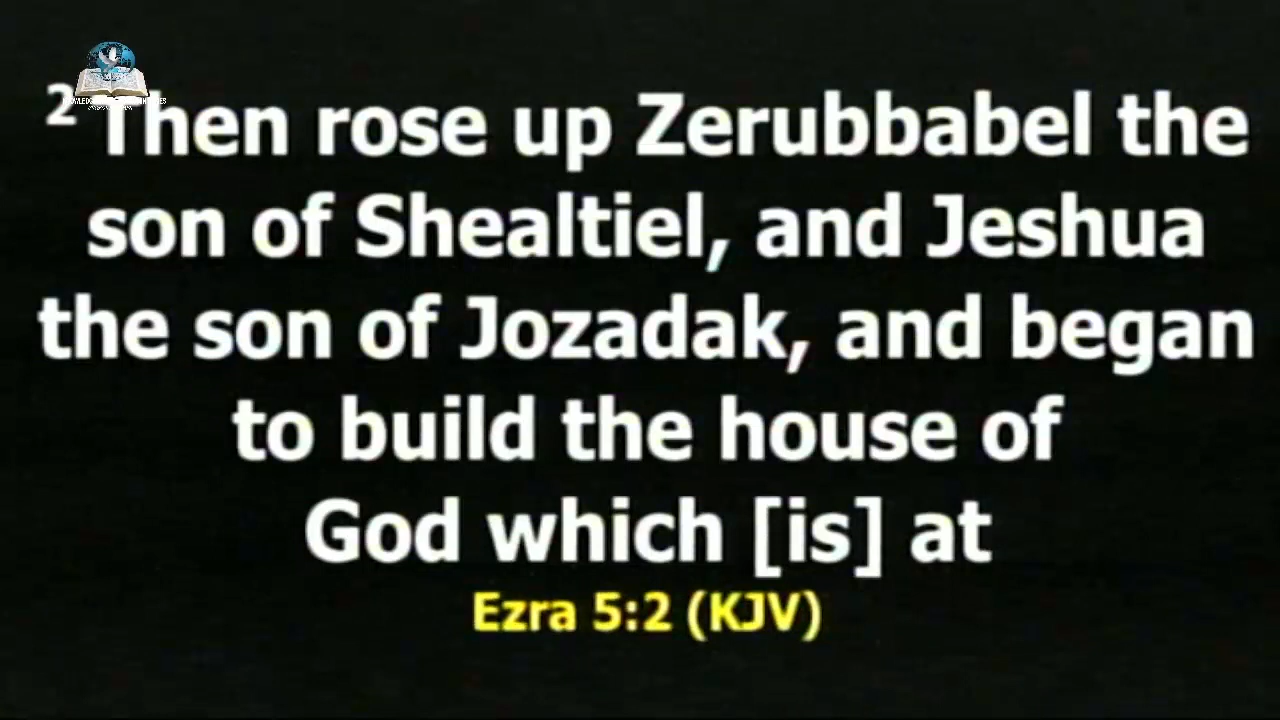 2 Then rose up Zerubbabel the
son of Shealtiel, and Jeshua
the son of Jozadak, and began
to build the house of
God which [is] at
Ezra 5:2 (KJV)